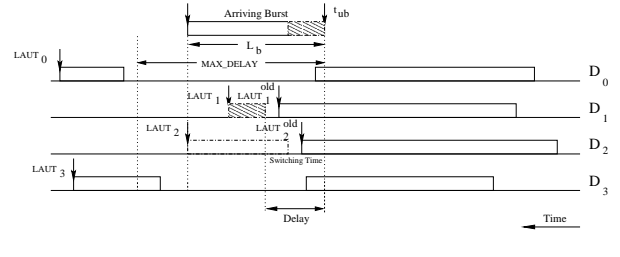 Arriving Burst
t ub
L b
LAUT 0
MAX_DELAY
D 0
LAUT 1
LAUT old 1
D 1
LAUT 2
LAUT old 2
D 2
Switching Time
LAUT 3
D 3
Delay
Time